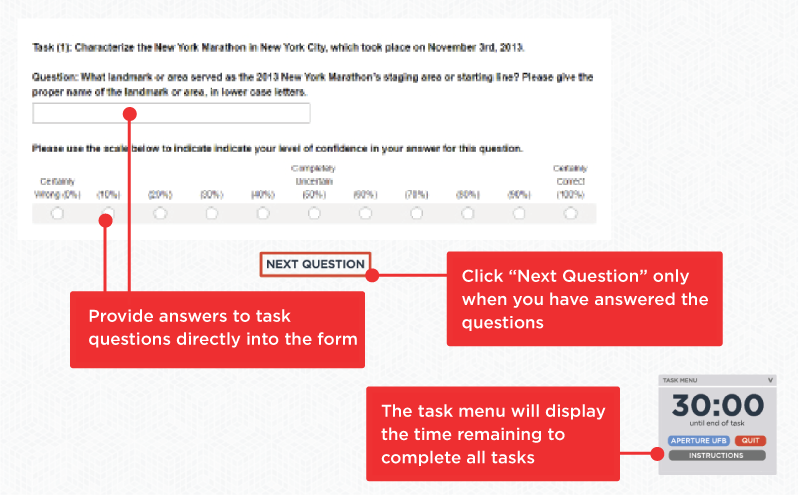 Task (1): Characterize the New York Marathon in New York City, which took place on November 3rd, 2013.
Question: What landmark or area served as the 2013 New York Marathon's staging area or starting line? Please give the
proper name of the landmark or area, in lower case letters.
Please use the scale below to indicate indicate your level of confidence in your answer for this question.
Completely
Certainly Uncertain Certainly
Wrong (0%) (10%) (20%) (30%) (40%) (50%) (60%) (70%) (80%) (90%) Correct
(100%)
NEXT QUESTION
Provide answers to task
questions directly into the form
Click “Next Question” only
when you have answered the
questions
The task menu will display
the time remaining to
complete all tasks
TASK MENU V
30:00
until end of task
APERTURE UFB QUIT
INSTRUCTIONS